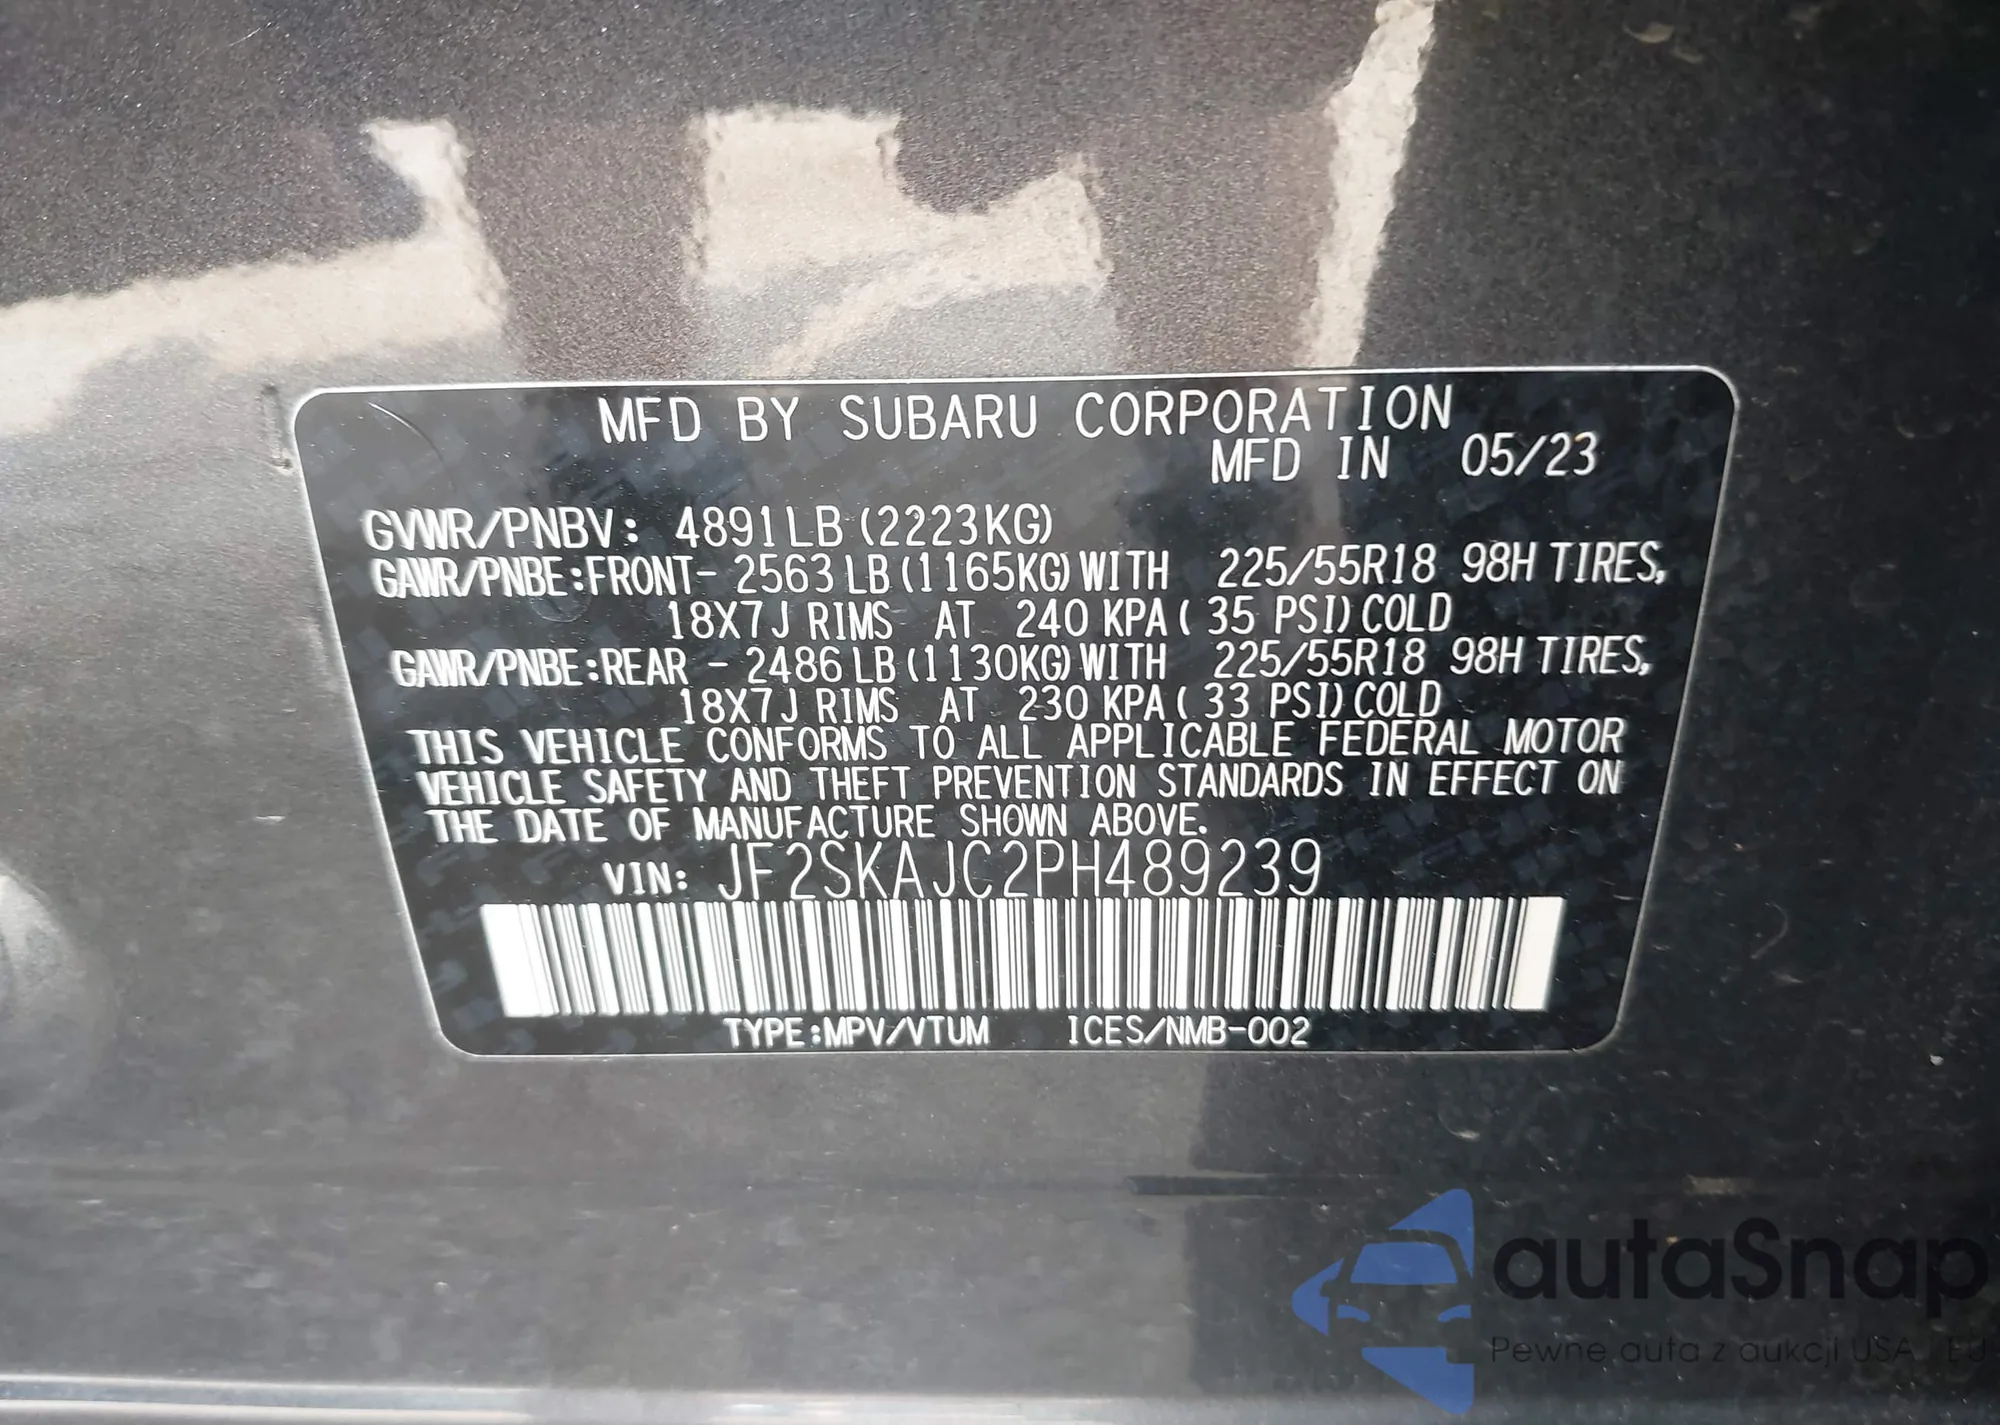 MFD BY SUBARU CORPORATION
MFD IN 05/23
GVWR/PNBV: 4891LB (2223KG)
GAWR/PNBE:FRONT- 2563LB (1165KG) WITH 225/55R18 98H TIRES,
18X7J RIMS AT 240 KPA ( 35 PSI) COLD
GAWR/PNBE:REAR - 2486LB (1130KG) WITH 225/55R18 98H TIRES,
18X7J RIMS AT 230 KPA ( 33 PSI) COLD
THIS VEHICLE CONFORMS TO ALL APPLICABLE FEDERAL MOTOR
VEHICLE SAFETY AND THEFT PREVENTION STANDARDS IN EFFECT ON
THE DATE OF MANUFACTURE SHOWN ABOVE.
VIN: JF2SKAJC2PH489239
TYPE:MPV/VTUM ICES/NMB-002
autaSnap
Pewne auta z aukcji USA i EU